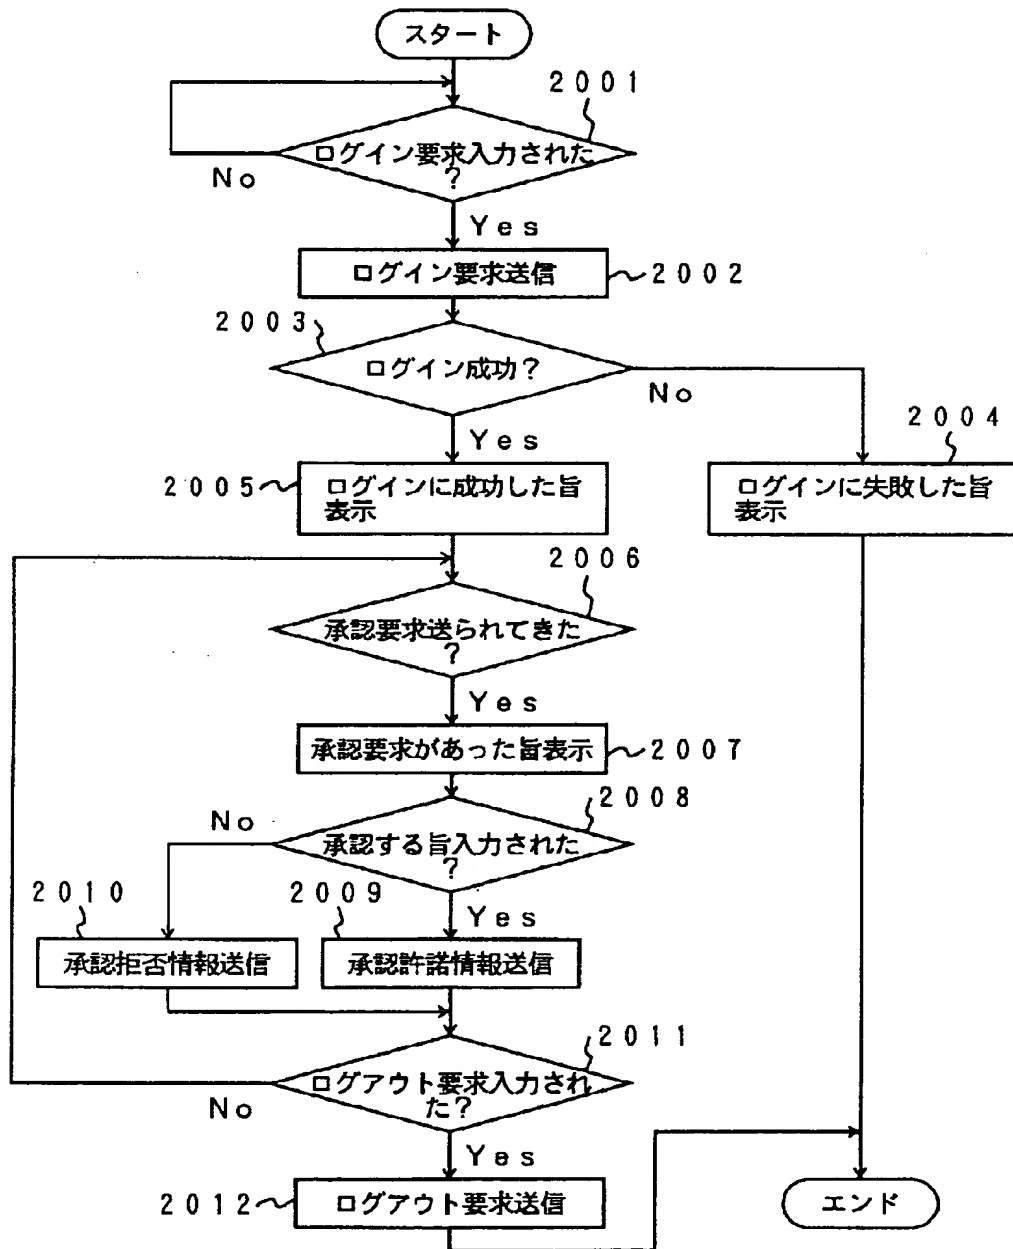 スタート
2001
ログイン要求入力された
?
No
Yes
ログイン要求送信
2002
2003
ログイン成功?
No
Yes
2004
2005
ログインに成功した旨
表示
ログインに失敗した旨
表示
2006
承認要求送られてきた
?
Yes
承認要求があった旨表示
2007
2008
No
承認する旨入力された
?
2010
2009
Yes
承認拒否情報送信
承認許諾情報送信
2011
ログアウト要求入力され
た?
No
Yes
2012
ログアウト要求送信
エンド